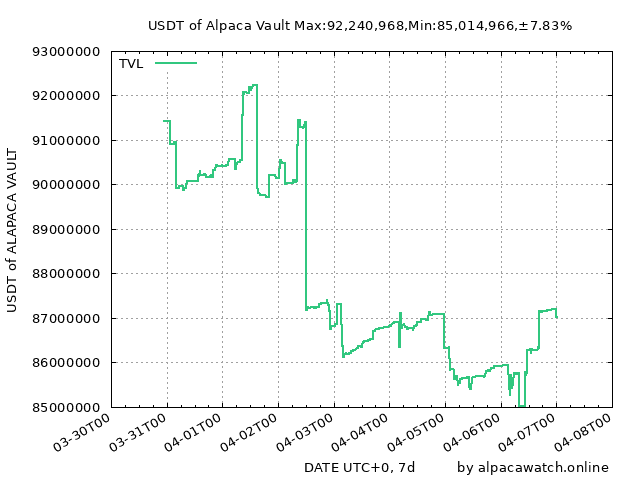 USDT of Alpaca Vault Max:92,240,968,Min:85,014,966,±7.83%
TVL
93000000
92000000
91000000
90000000
89000000
88000000
87000000
86000000
85000000
USDT of ALAPACA VAULT
03-30T00
03-31T00
04-01T00
04-02T00
04-03T00
04-04T00
04-05T00
04-06T00
04-07T00
04-08T00
DATE UTC+0, 7d
by alpacawatch.online